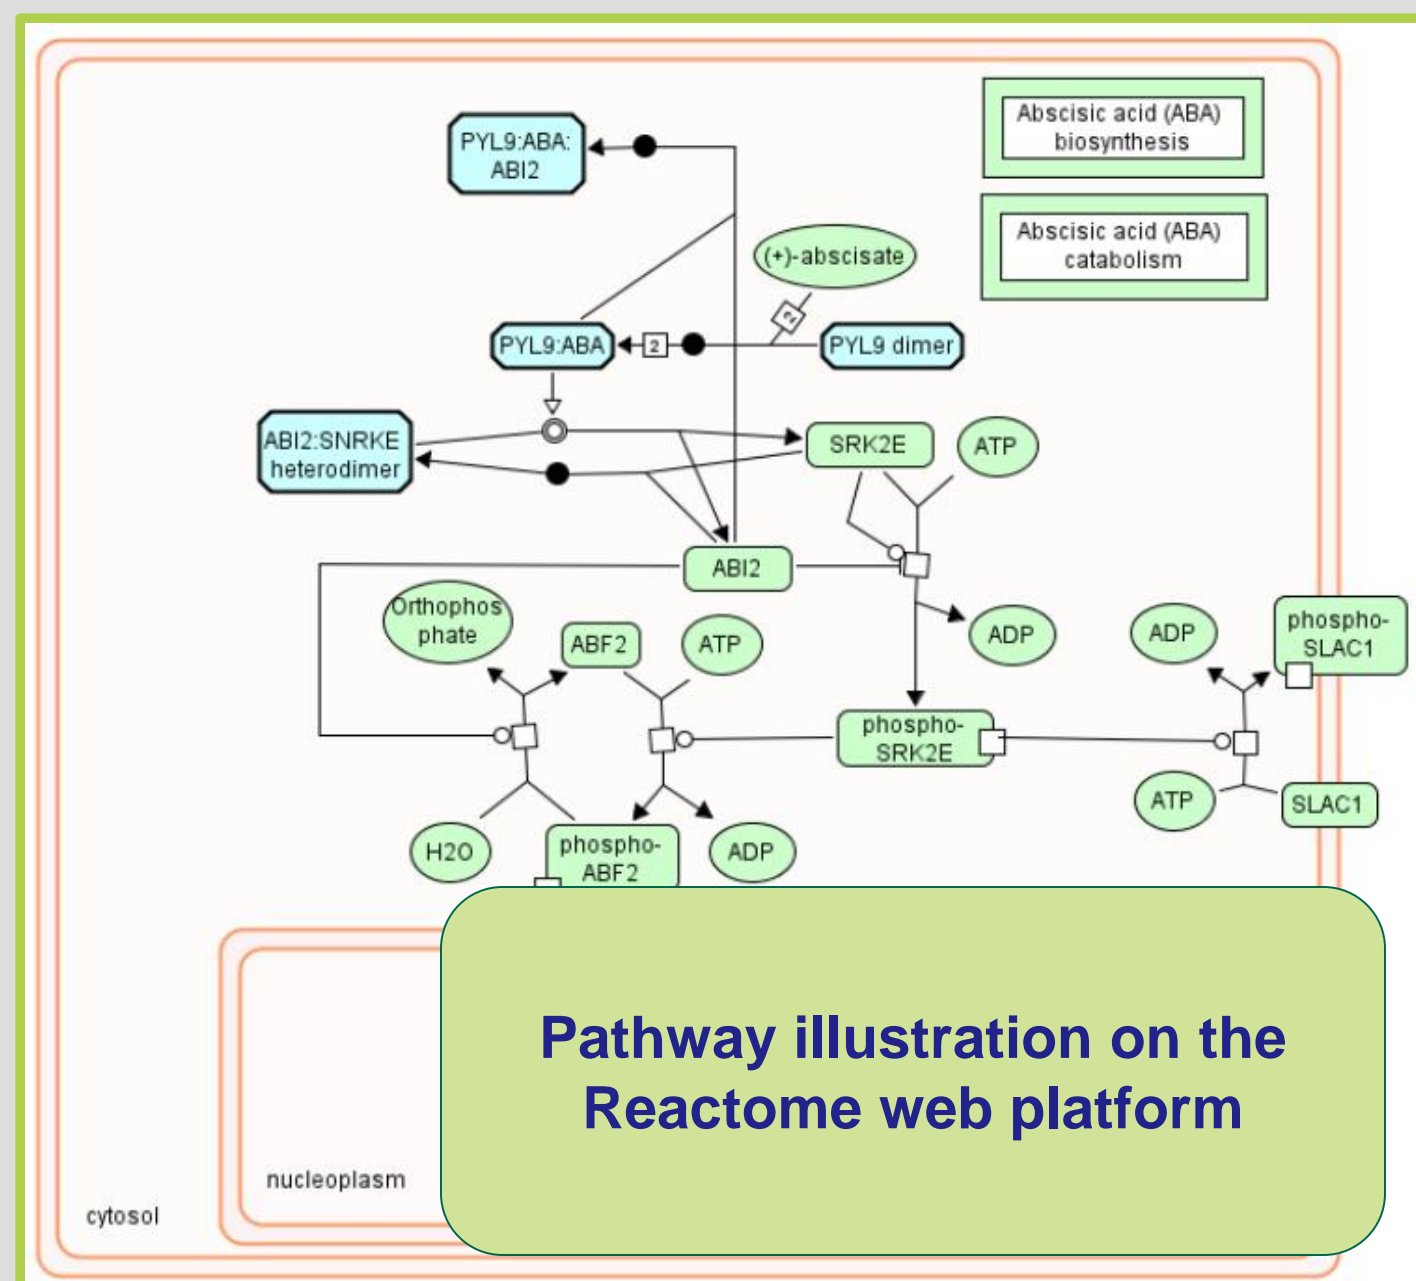 PYL9:ABA:
ABI2
Abscisic acid (ABA)
biosynthesis
Abscisic acid (ABA)
catabolism
(+)-abscisate
2
PYL9:ABA
2
PYL9 dimer
ABI2:SNRKE
heterodimer
SRK2E
ATP
ABI2
Orthophos
phate
ABF2
ATP
ADP
ADP
phospho-
SLAC1
phospho-
SRK2E
ATP
SLAC1
H2O
phospho-
ABF2
ADP
Pathway illustration on the
Reactome web platform
nucleoplasm
cytosol